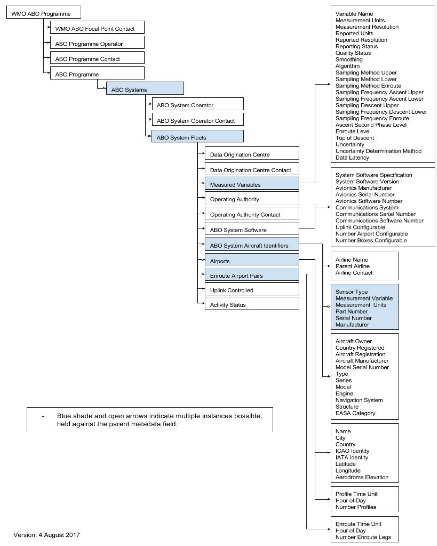 WMO ABO Programme
WMO ABO Focal Point Contact
ABO Programme Operator
ABO Programme Contact
ABO Programme
ABO Systems
ABO System Operator
ABO System Operator Contact
ABO System Fleets
Data Origination Centre
Data Origination Centre Contact
Measured Variables
Operating Authority
Operating Authority Contact
ABO System Software
ABO System Aircraft Identifiers
Airports
Enroute Airport Pairs
Uplink Controlled
Activity Status
Variable Name
Measurement Units
Measurement Resolution
Reported Units
Reported Resolution
Reporting Status
Quality Status
Smoothing
Algorithm
Sampling Method Upper
Sampling Method Lower
Sampling Method Enroute
Sampling Frequency Ascent Upper
Sampling Frequency Ascent Lower
Sampling Descent Upper
Sampling Frequency Descent Lower
Sampling Frequency Enroute
Ascent Second Phase Level
Enroute Level
Top of Descent
Uncertainty
Uncertainty Determination Method
Data Latency
System Software Specification
System Software Version
Avionics Manufacturer
Avionics Serial Number
Avionics Software Number
Communications System
Communications Serial Number
Communications Software Number
Uplink Configurable
Number Airport Configurable
Number Boxes Configurable
Airline Name
Parent Airline
Airline Contact
Sensor Type
Measurement Variable
Measurement Units
Part Number
Serial Number
Manufacturer
Aircraft Owner
Country Registered
Aircraft Registration
Aircraft Manufacturer
Model Serial Number
Type
Series
Model
Engine
Navigation System
Structure
EASA Category
Name
City
Country
ICAO Identity
IATA Identity
Latitude
Longitude
Aerodrome Elevation
Profile Time Unit
Hour of Day
Number Profiles
Enroute Time Unit
Hour of Day
Number Enroute Legs
- Blue shade and open arrows indicate multiple instances possible,
held against the parent metadata field.
Version: 4 August 2017